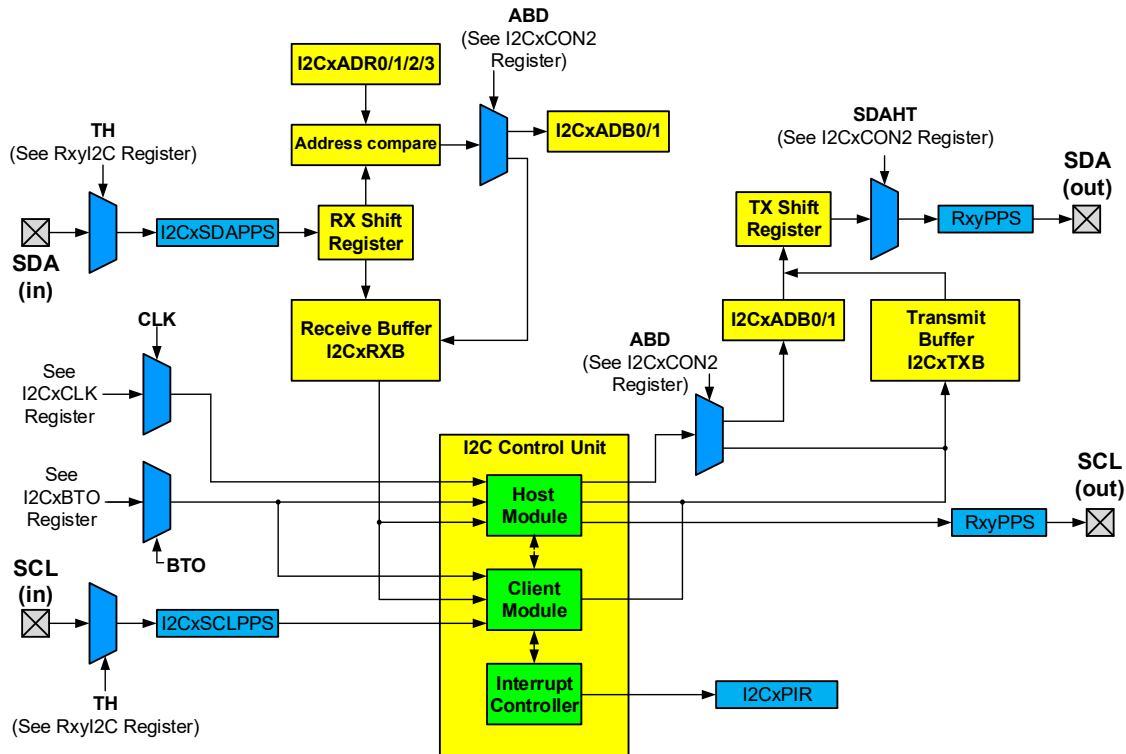 ABD
(See I2CxCON2
Register)
I2CxADR0/1/2/3
TH
(See RxyI2C Register)
Address compare
I2CxADB0/1
SDAHT
(See I2CxCON2 Register)
SDA
(out)
I2CxSDAPPS
RX Shift
Register
TX Shift
Register
RxyPPS
SDA
(in)
CLK
Receive Buffer
I2CxRXB
I2CxADB0/1
Transmit
Buffer
I2CxTXB
ABD
(See I2CxCON2
Register)
See
I2CxCLK
Register
I2C Control Unit
See
I2CxBTO
Register
Host
Module
SCL
(out)
RxyPPS
BTO
SCL
(in)
Client
Module
I2CxSCLPPS
TH
(See RxyI2C Register)
Interrupt
Controller
I2CxPIR